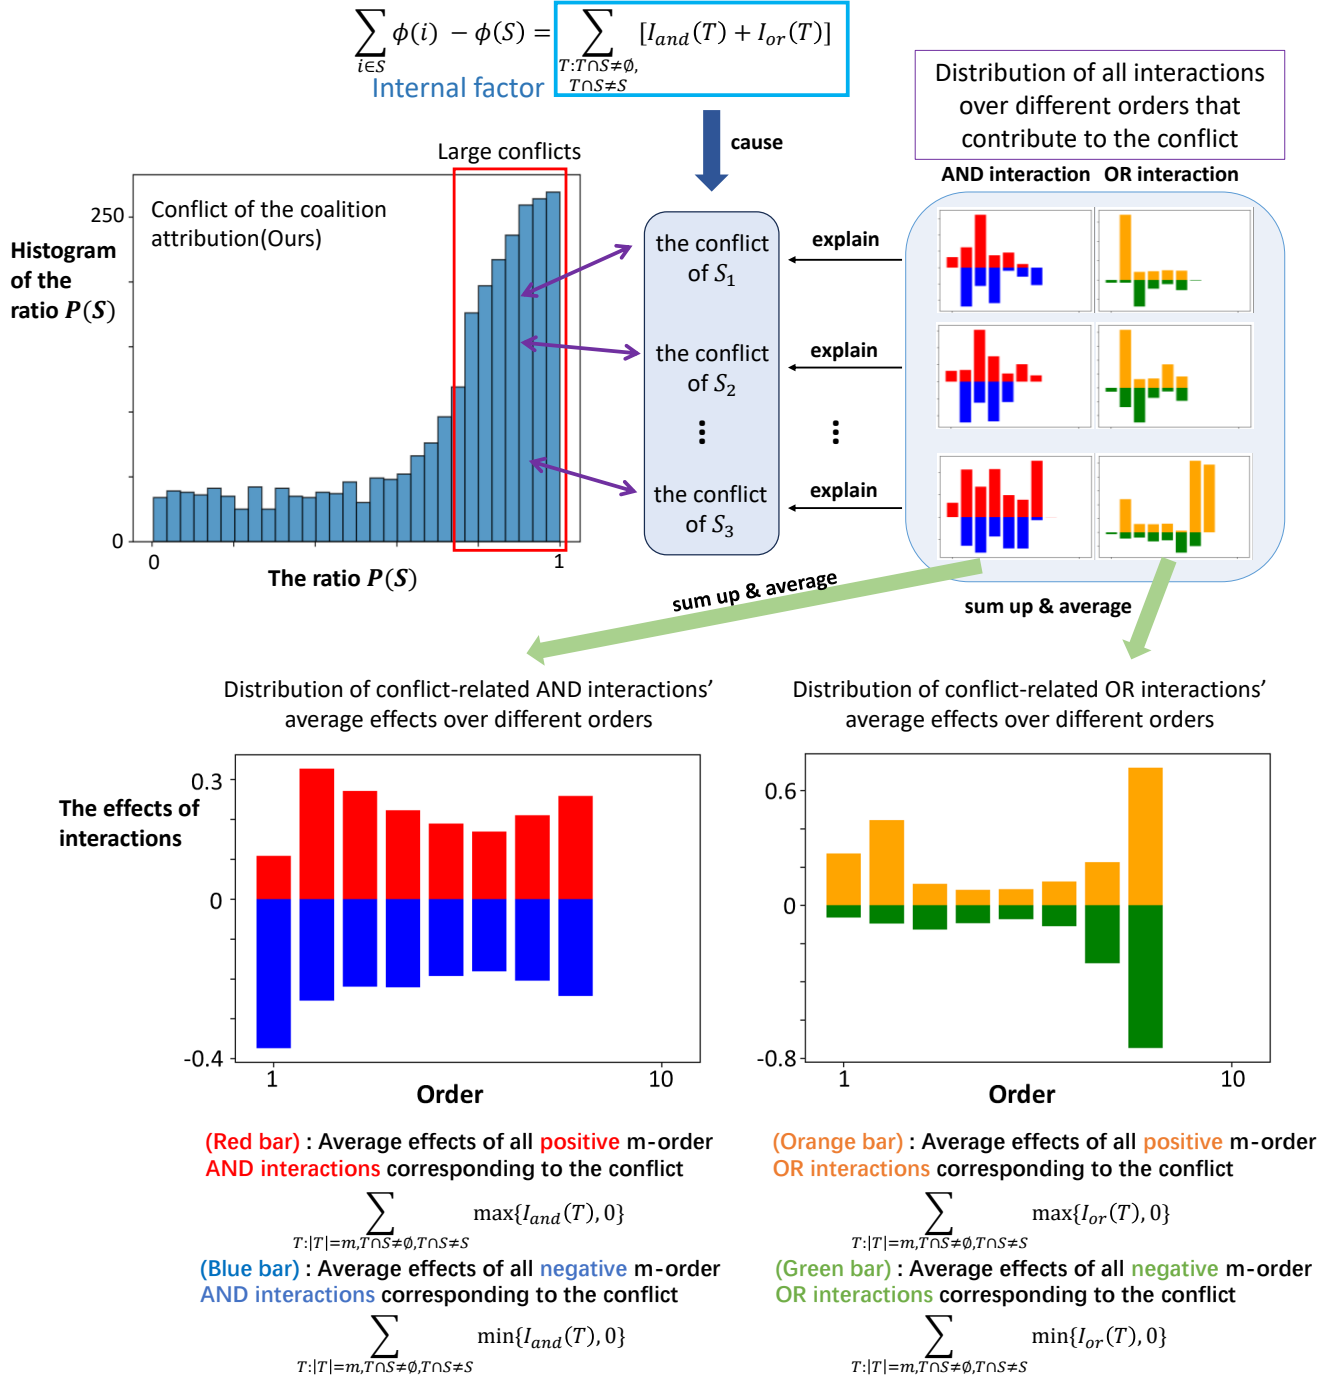 ∑ ϕ(i) − ϕ(S) = ∑ [I_and(T) + I_or(T)]
i∈S
T:T∩S≠∅,
T∩S≠S
Internal factor
cause
Distribution of all interactions
over different orders that
contribute to the conflict
Large conflicts
AND interaction
OR interaction
250
Conflict of the coalition
attribution(Ours)
Histogram
of the
ratio P(S)
0
0
1
The ratio P(S)
the conflict
of S₁
the conflict
of S₂
⋮
the conflict
of S₃
explain
explain
⋮
explain
sum up & average
sum up & average
Distribution of conflict-related AND interactions’
average effects over different orders
The effects of
interactions
0.3
0
-0.4
1
10
Order
Distribution of conflict-related OR interactions’
average effects over different orders
0.6
0
-0.8
1
10
Order
(Red bar) : Average effects of all positive m-order
AND interactions corresponding to the conflict
∑ max{I_and(T), 0}
T:|T|=m,T∩S≠∅,T∩S≠S
(Blue bar) : Average effects of all negative m-order
AND interactions corresponding to the conflict
∑ min{I_and(T), 0}
T:|T|=m,T∩S≠∅,T∩S≠S
(Orange bar) : Average effects of all positive m-order
OR interactions corresponding to the conflict
∑ max{I_or(T), 0}
T:|T|=m,T∩S≠∅,T∩S≠S
(Green bar) : Average effects of all negative m-order
OR interactions corresponding to the conflict
∑ min{I_or(T), 0}
T:|T|=m,T∩S≠∅,T∩S≠S